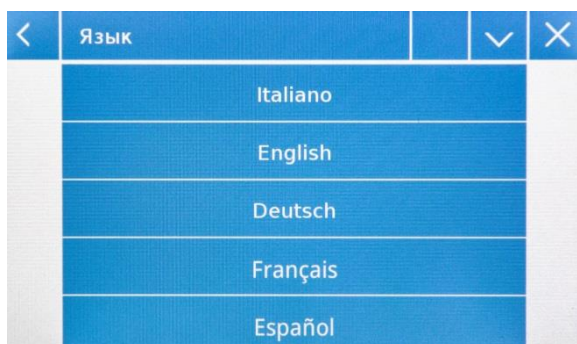 Язык
Italiano
English
Deutsch
Français
Español